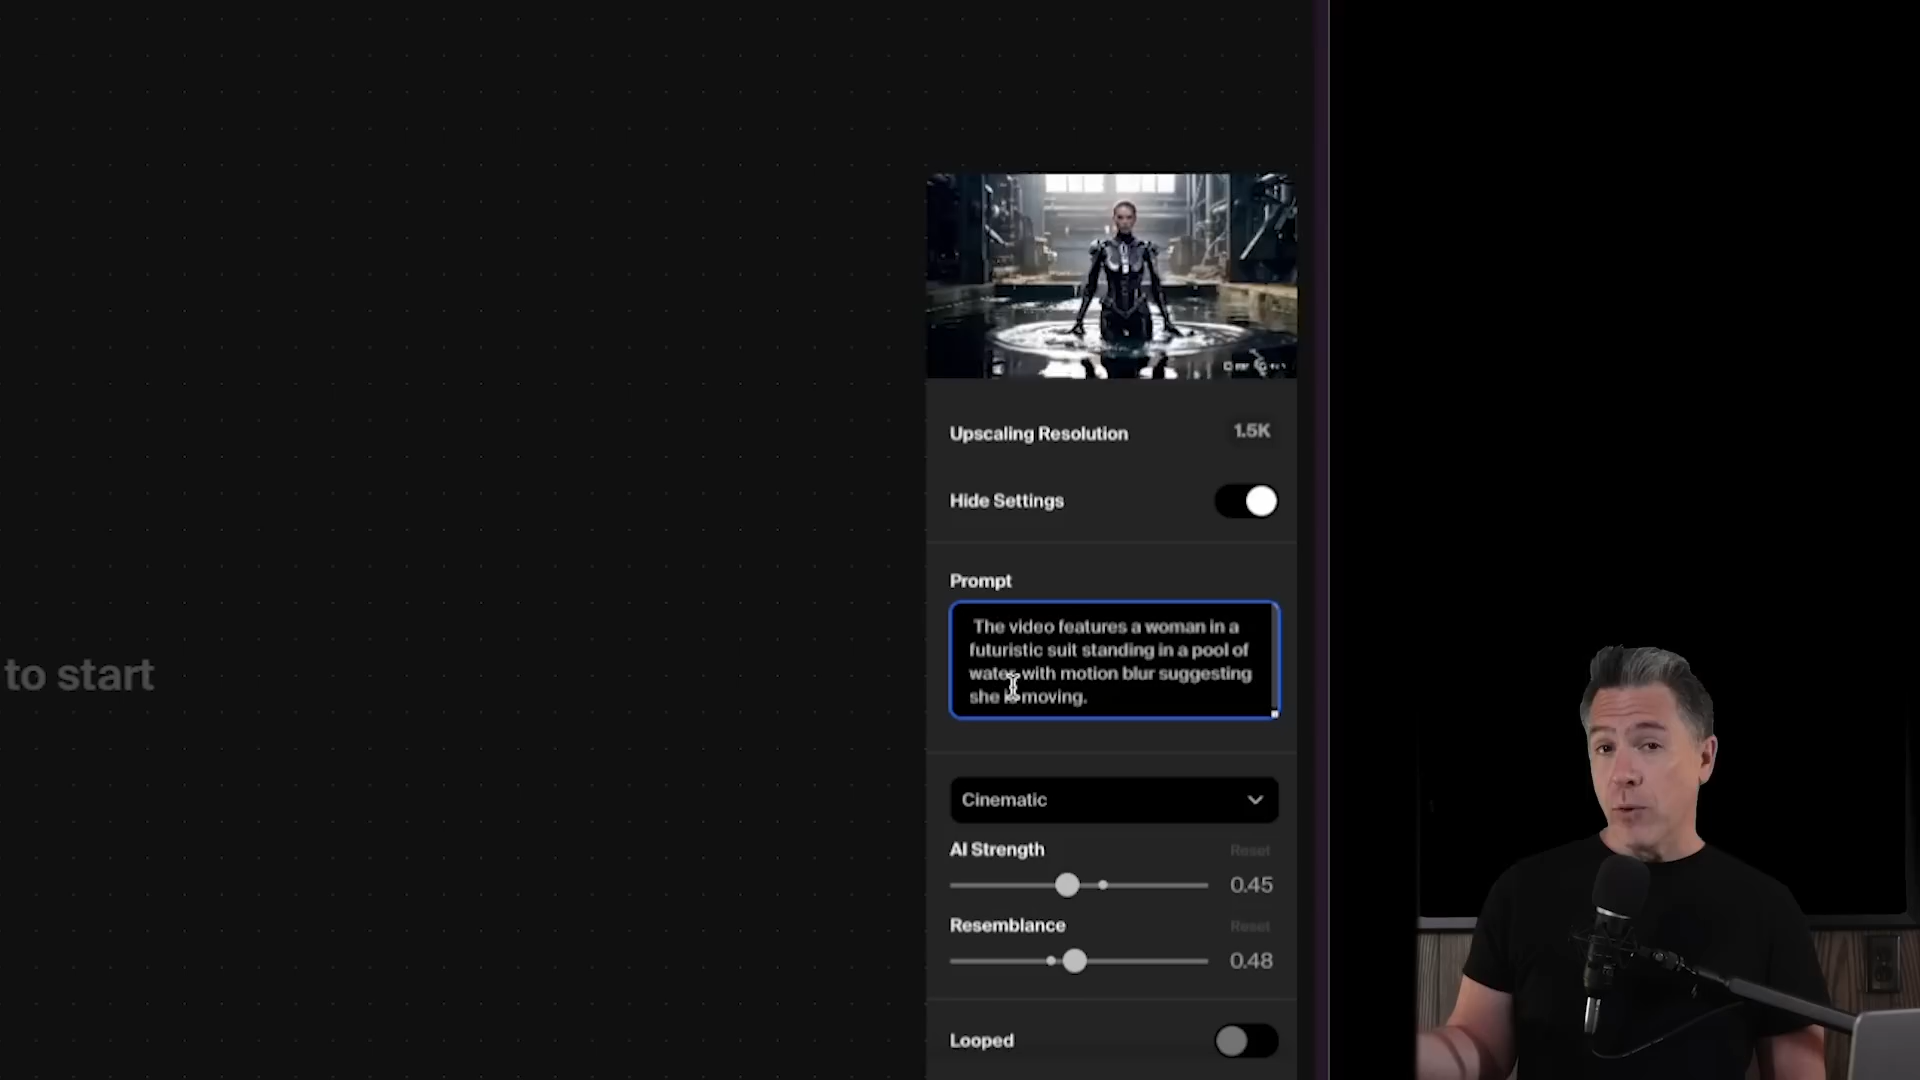 to start
Upscaling Resolution 1.5K
Hide Settings
Prompt
The video features a woman in a
futuristic suit standing in a pool of
water with motion blur suggesting
she is moving.
Cinematic
AI Strength Reset
0.45
Resemblance Reset
0.48
Looped